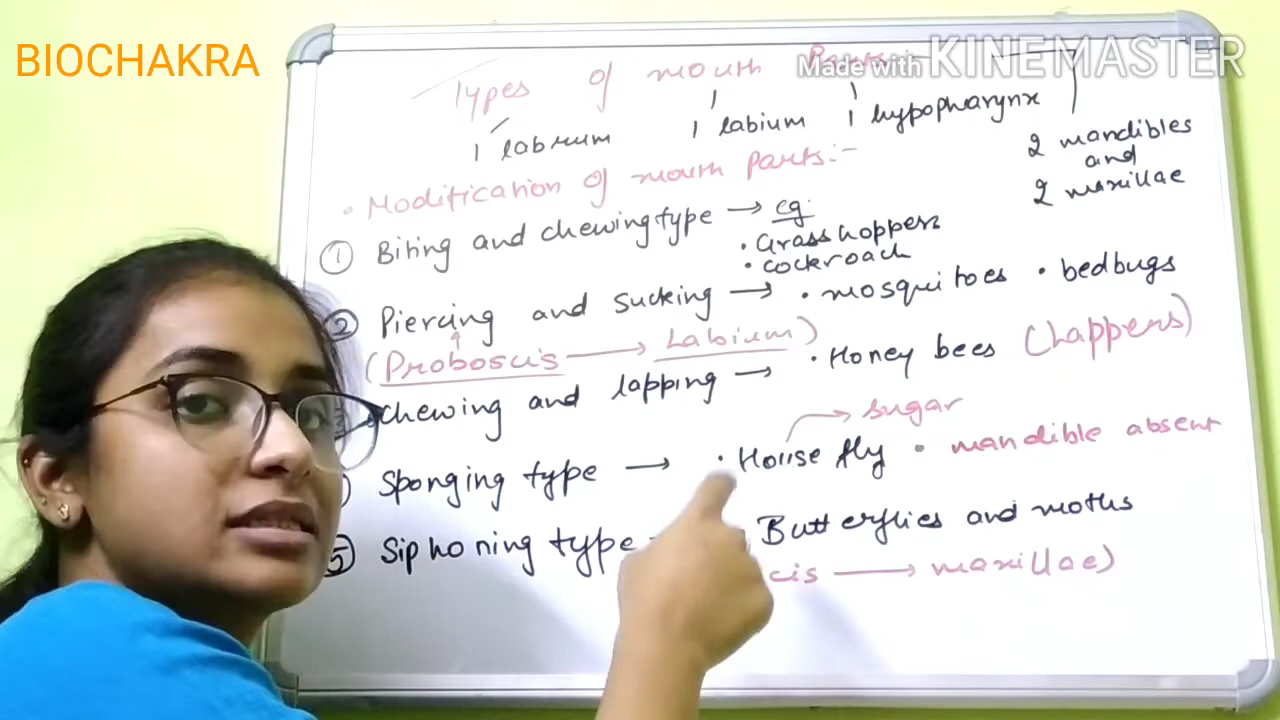 BIOCHAKRA
Made with KINEMASTER
Types of mouth Parts
1 labrum 1 labium 1 hypopharynx
2 mandibles
and
2 maxillae
• Modification of mouth parts:-
① Biting and chewing type → eg.
• Grasshoppers
• cockroach
② Piercing and sucking → • mosquitoes • bedbugs
(Proboscis → Labium)
chewing and lapping → • Honey bees (happers)
→ sugar
Sponging type → • House fly • mandible absent
⑤ Siphoning type Butterflies and moths
cis → maxillae)